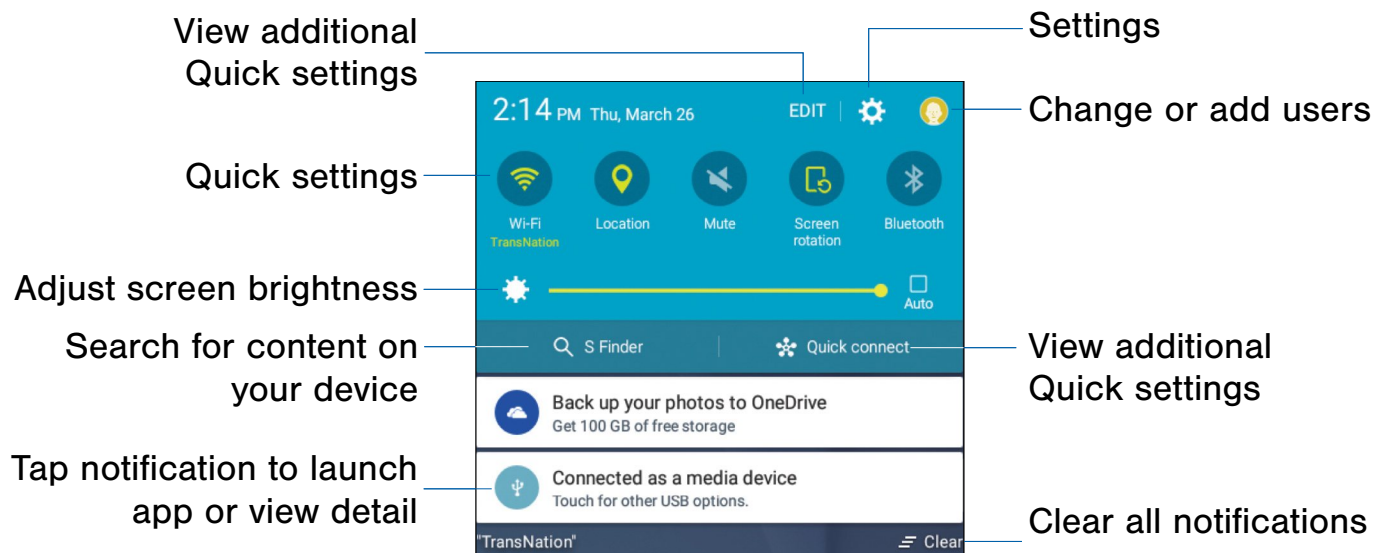 View additional
Quick settings
Settings
2:14 PM Thu, March 26
EDIT
Change or add users
Quick settings
Wi-Fi
TransNation
Location
Mute
Screen
rotation
Bluetooth
Adjust screen brightness
Auto
Search for content on
your device
S Finder
Quick connect
View additional
Quick settings
Back up your photos to OneDrive
Get 100 GB of free storage
Tap notification to launch
app or view detail
Connected as a media device
Touch for other USB options.
"TransNation"
Clear
Clear all notifications